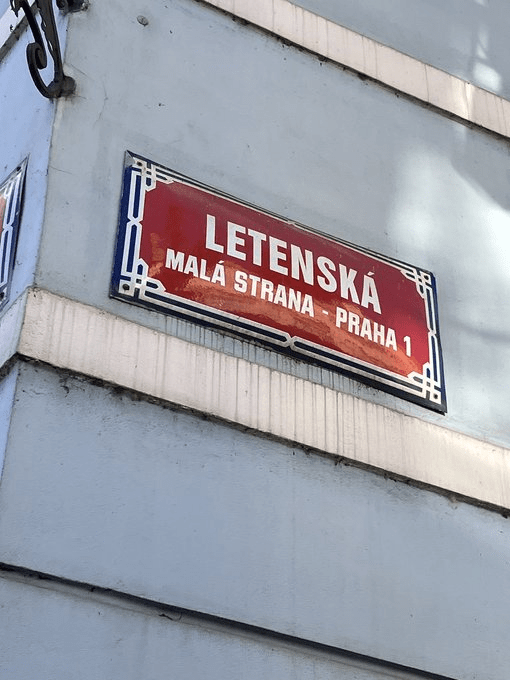 LETENSKÁ
MALÁ STRANA - PRAHA 1